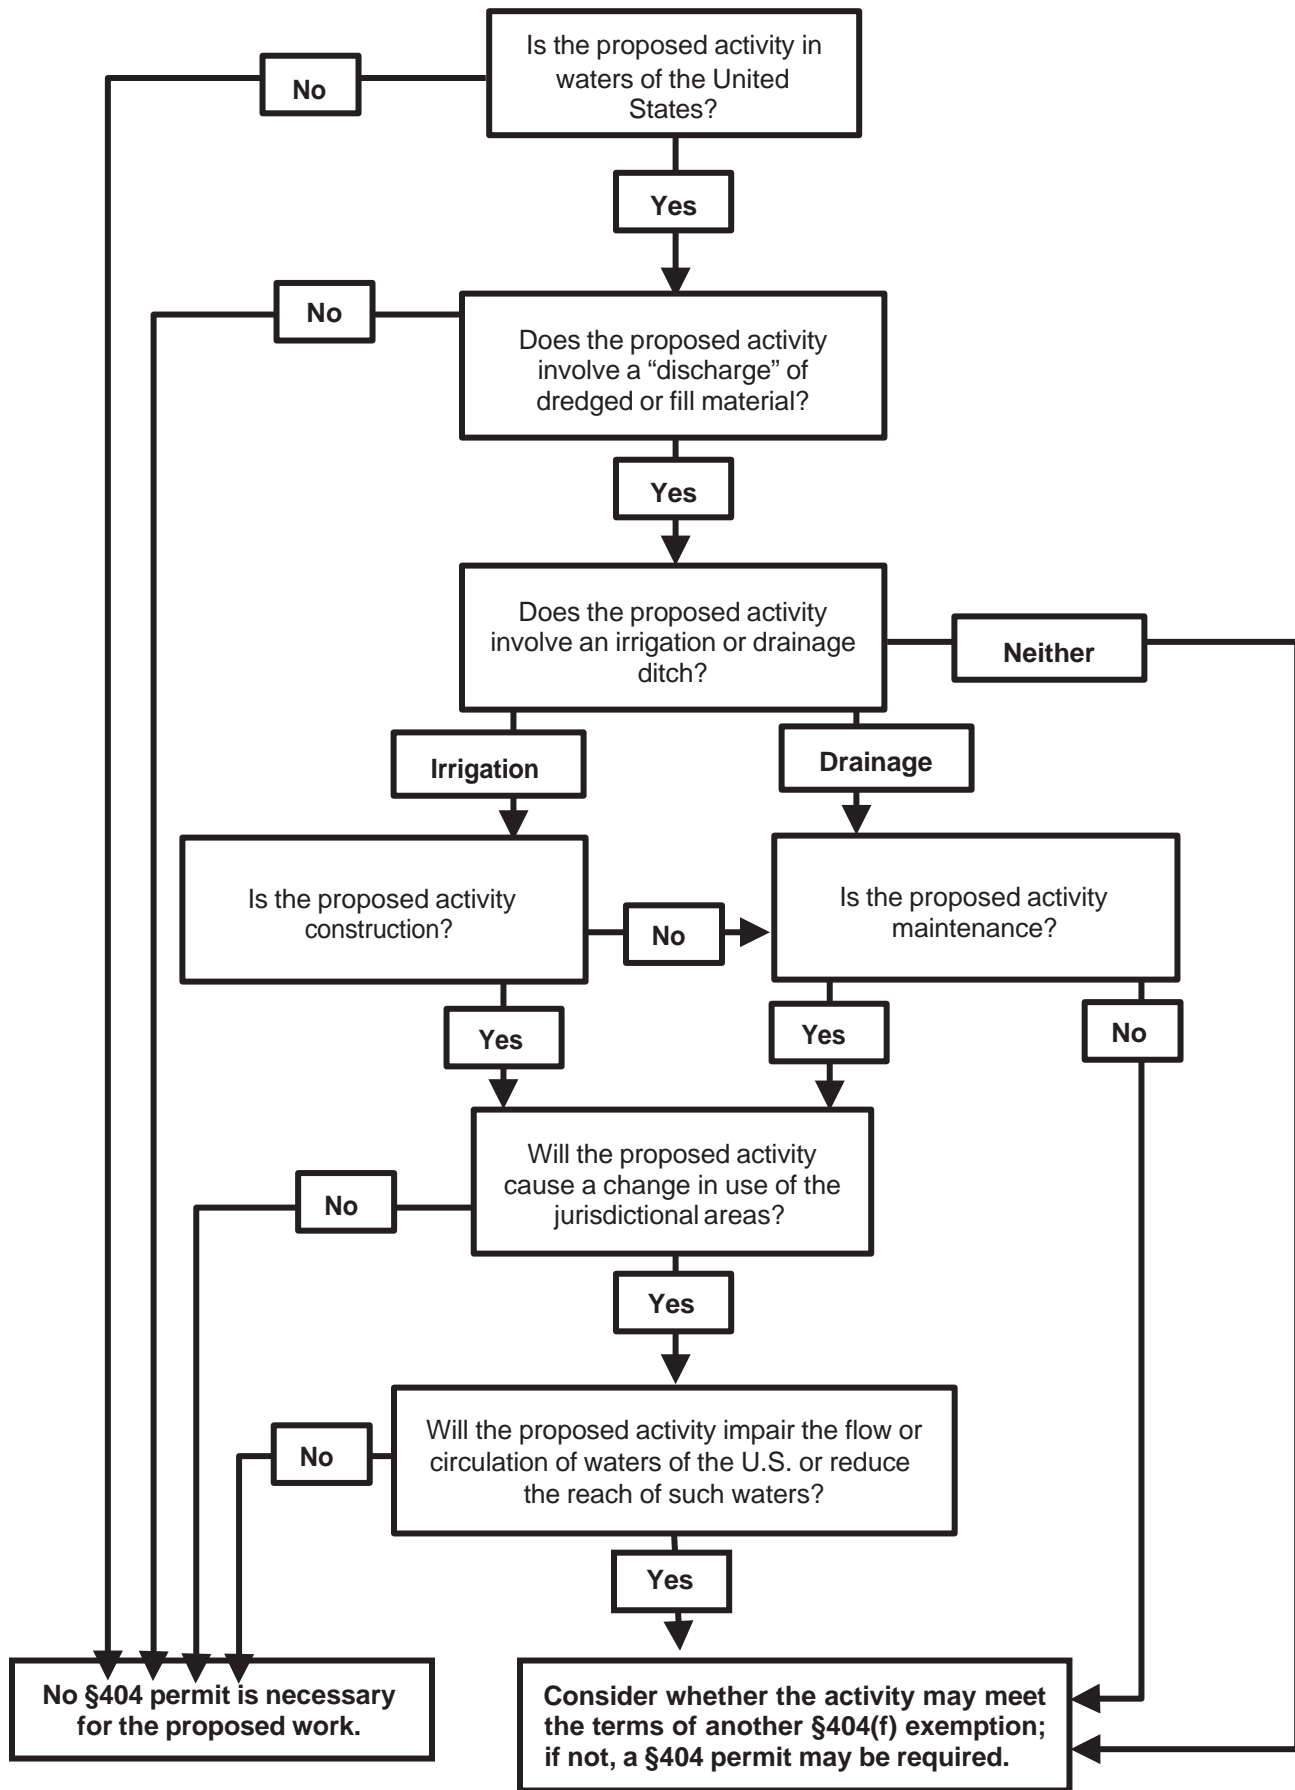 Is the proposed activity in
waters of the United
States?
No
Yes
No
Does the proposed activity
involve a “discharge” of
dredged or fill material?
Yes
Does the proposed activity
involve an irrigation or drainage
ditch?
Neither
Irrigation
Drainage
Is the proposed activity
construction?
No
Is the proposed activity
maintenance?
Yes
Yes
No
Will the proposed activity
cause a change in use of the
jurisdictional areas?
No
Yes
Will the proposed activity impair the flow or
circulation of waters of the U.S. or reduce
the reach of such waters?
No
Yes
No §404 permit is necessary
for the proposed work.
Consider whether the activity may meet
the terms of another §404(f) exemption;
if not, a §404 permit may be required.